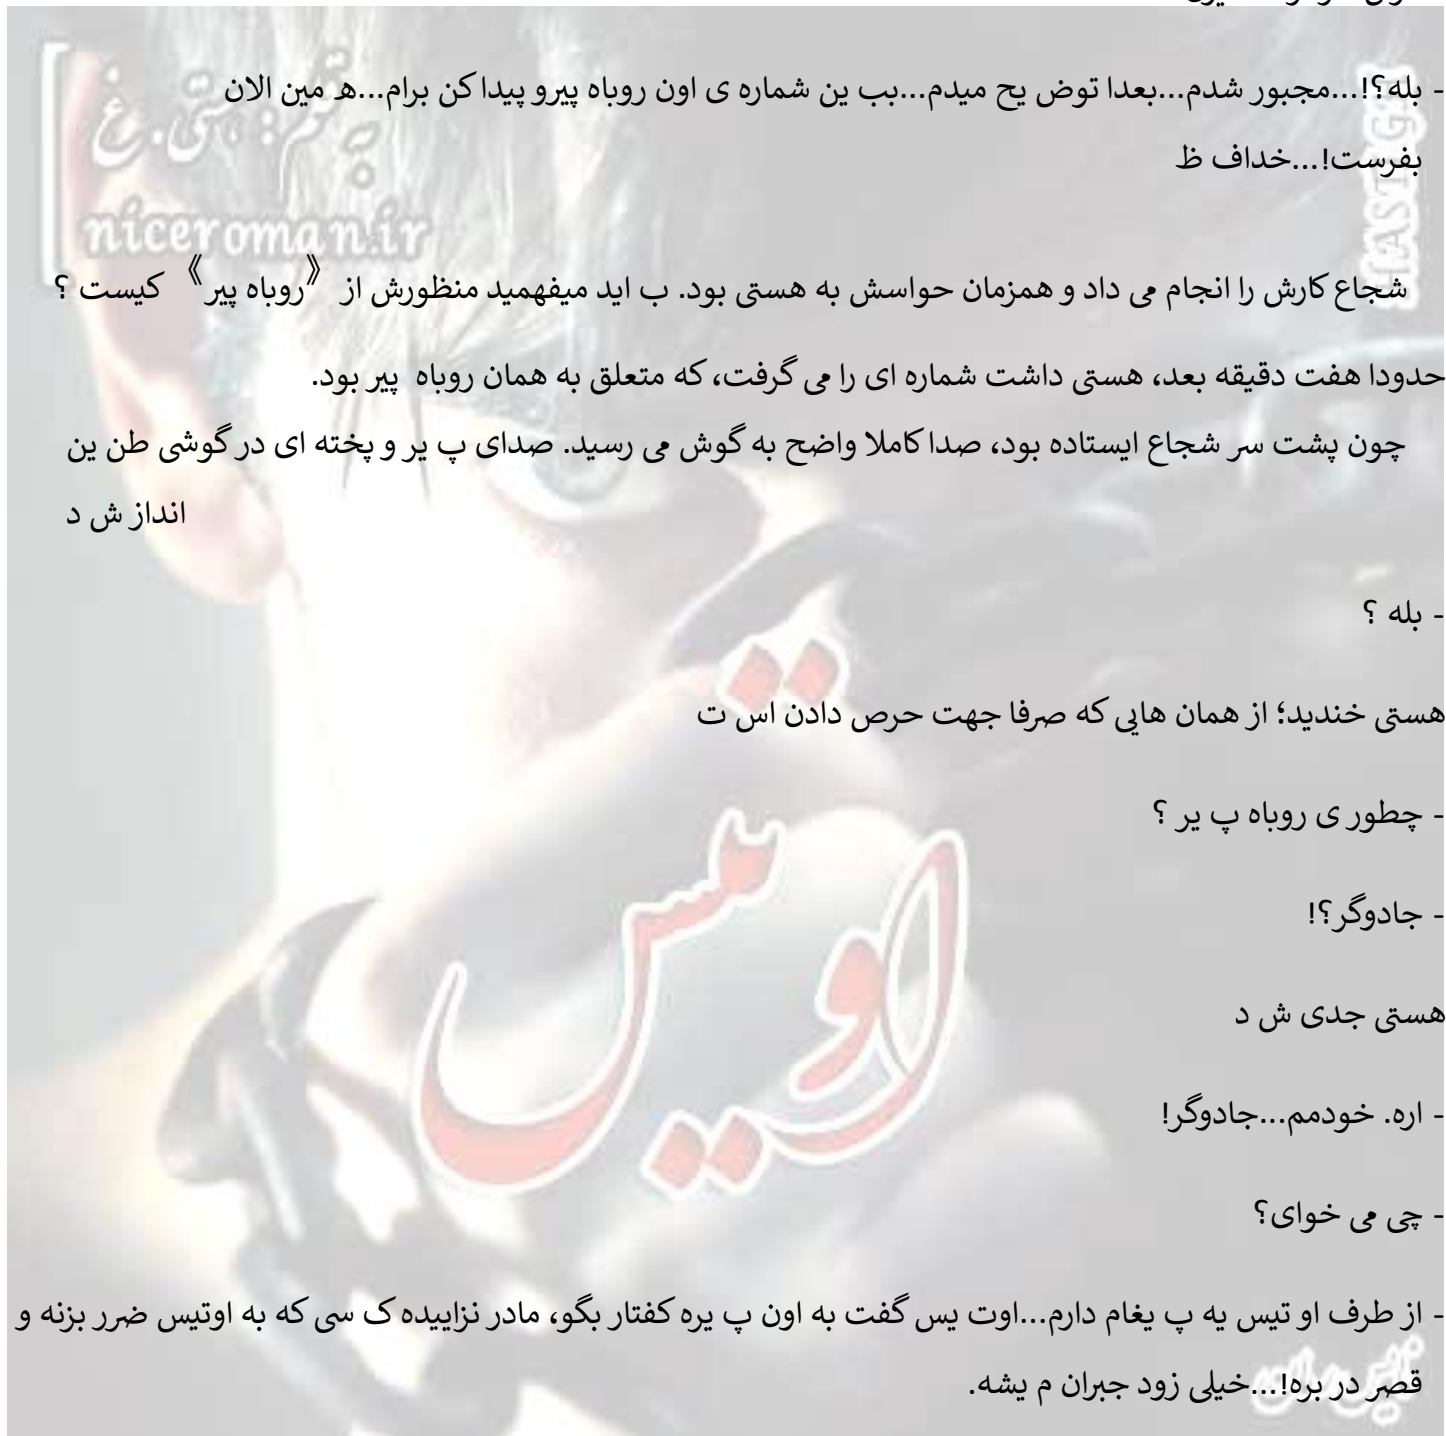 - بله؟!...مجبور شدم...بعدا توض یح میدم...بب ین شماره ی اون روباه پیرو پیدا کن برام...ه مین الان
بفرست!...خداف ظ
به قلم: هستی.غ
niceroman.ir
شجاع کارش را انجام می داد و همزمان حواسش به هستی بود. ب اید میفهمید منظورش از 《روباه پیر》 کیست ؟
حدودا هفت دقیقه بعد، هستی داشت شماره ای را می گرفت، که متعلق به همان روباه پیر بود.
چون پشت سر شجاع ایستاده بود، صدا کاملا واضح به گوش می رسید. صدای پ یر و پخته ای در گوشی طن ین
انداز ش د
- بله ؟
هستی خندید؛ از همان هایی که صرفا جهت حرص دادن اس ت
- چطور ی روباه پ یر ؟
- جادوگر؟!
هستی جدی ش د
- اره. خودمم...جادوگر!
- چی می خوای؟
- از طرف او تیس یه پ یغام دارم...اوت یس گفت به اون پ یره کفتار بگو، مادر نزاییده ک سی که به اوتیس ضرر بزنه و
قصر در بره!...خیلی زود جبران م یشه.
اوتیس